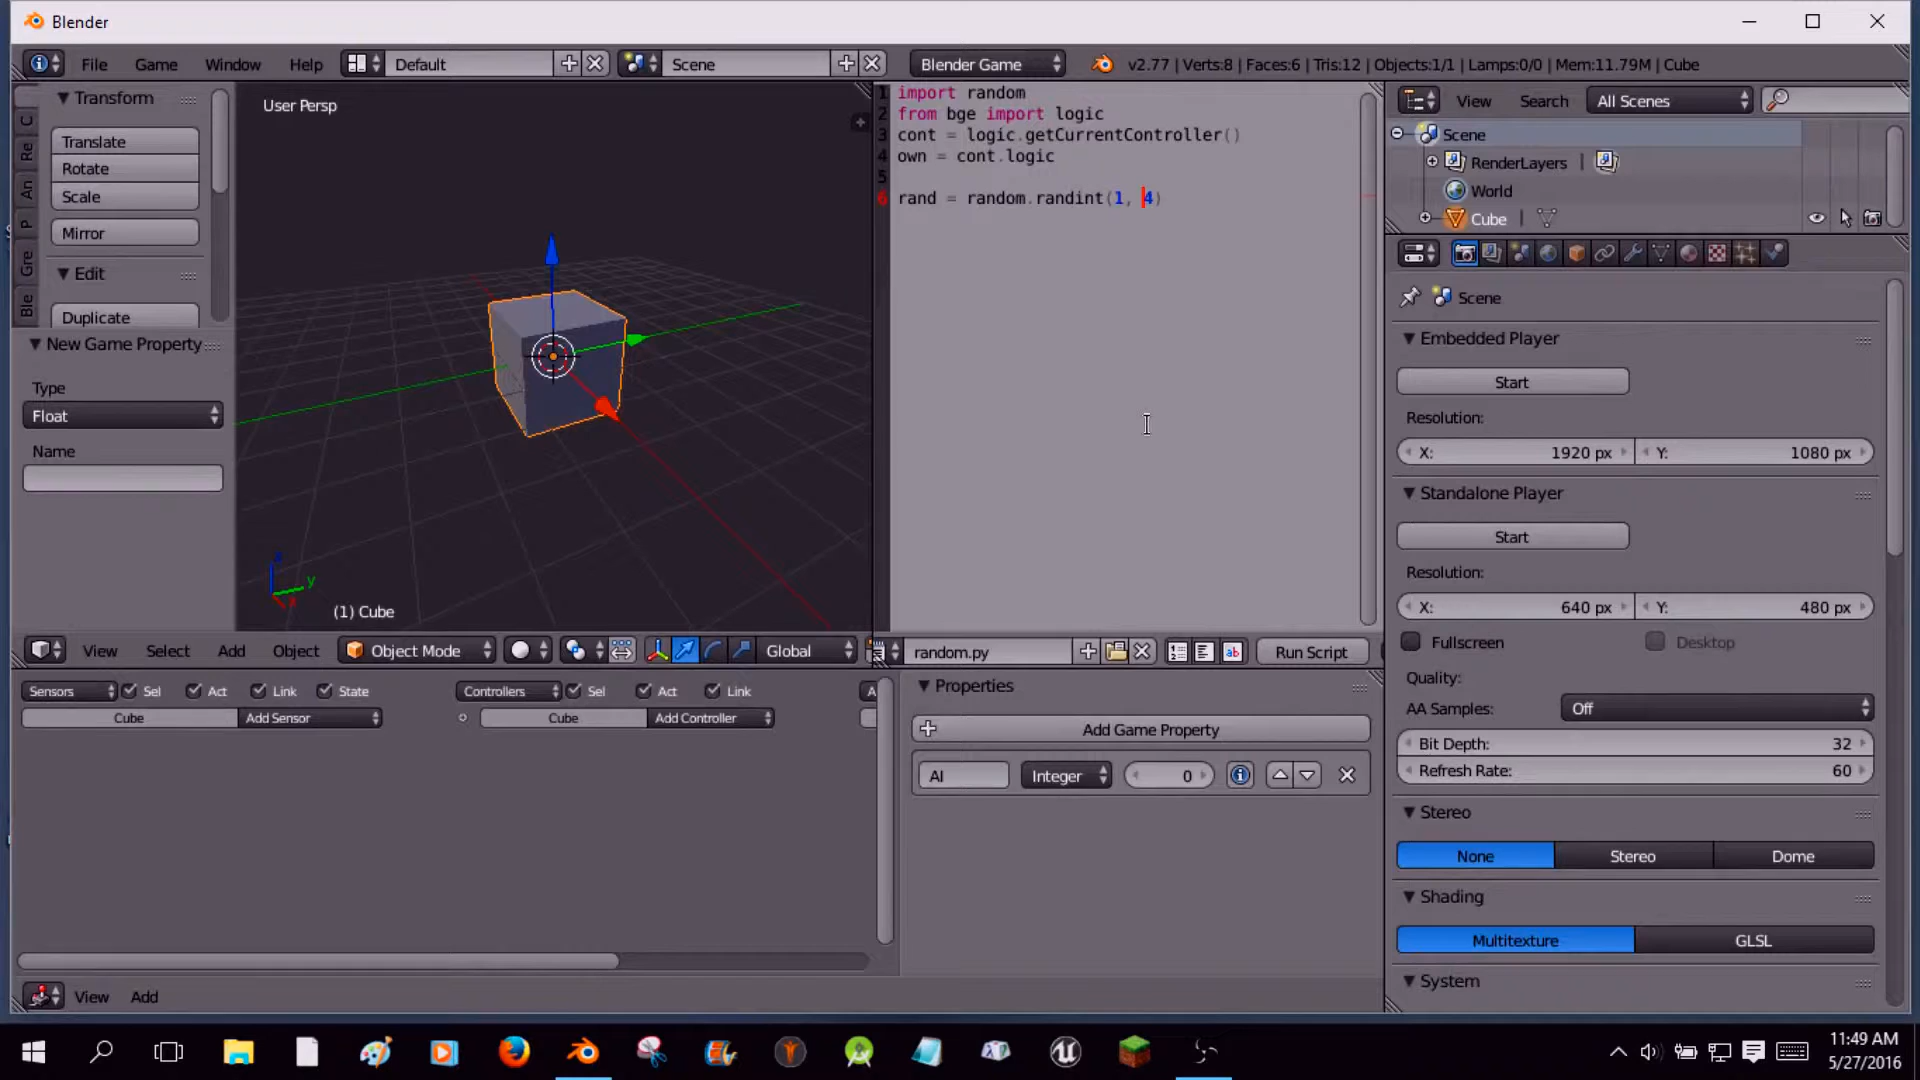 Blender
File Game Window Help Default Scene Blender Game v2.77 | Verts:8 | Faces:6 | Tris:12 | Objects:1/1 | Lamps:0/0 | Mem:11.79M | Cube
Transform
Translate
Rotate
Scale
Mirror
Edit
Duplicate
C
Re
An
P
Gre
Ble
New Game Property
Type
Float
Name
User Persp
(1) Cube
z
y
x
1 import random
2 from bge import logic
3 cont = logic.getCurrentController()
4 own = cont.logic
5
6 rand = random.randint(1, 4)
View Search All Scenes
Scene
RenderLayers |
World
Cube |
Scene
Embedded Player
Start
Resolution:
X: 1920 px Y: 1080 px
Standalone Player
Start
Resolution:
X: 640 px Y: 480 px
Fullscreen Desktop
Quality:
AA Samples: Off
Bit Depth: 32
Refresh Rate: 60
Stereo
None Stereo Dome
Shading
Multitexture GLSL
System
View Select Add Object Object Mode Global
random.py Run Script
Sensors Sel Act Link State Controllers Sel Act Link A
Cube Add Sensor Cube Add Controller
Properties
Add Game Property
AI Integer 0
View Add
11:49 AM
5/27/2016